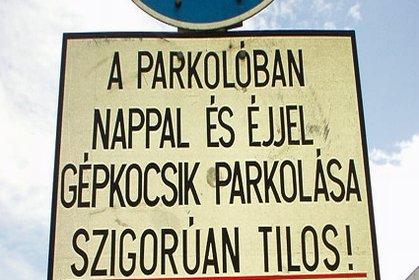 A PARKOLÓBAN
NAPPAL ÉS ÉJJEL
GÉPKOCSIK PARKOLÁSA
SZIGORÚAN TILOS!